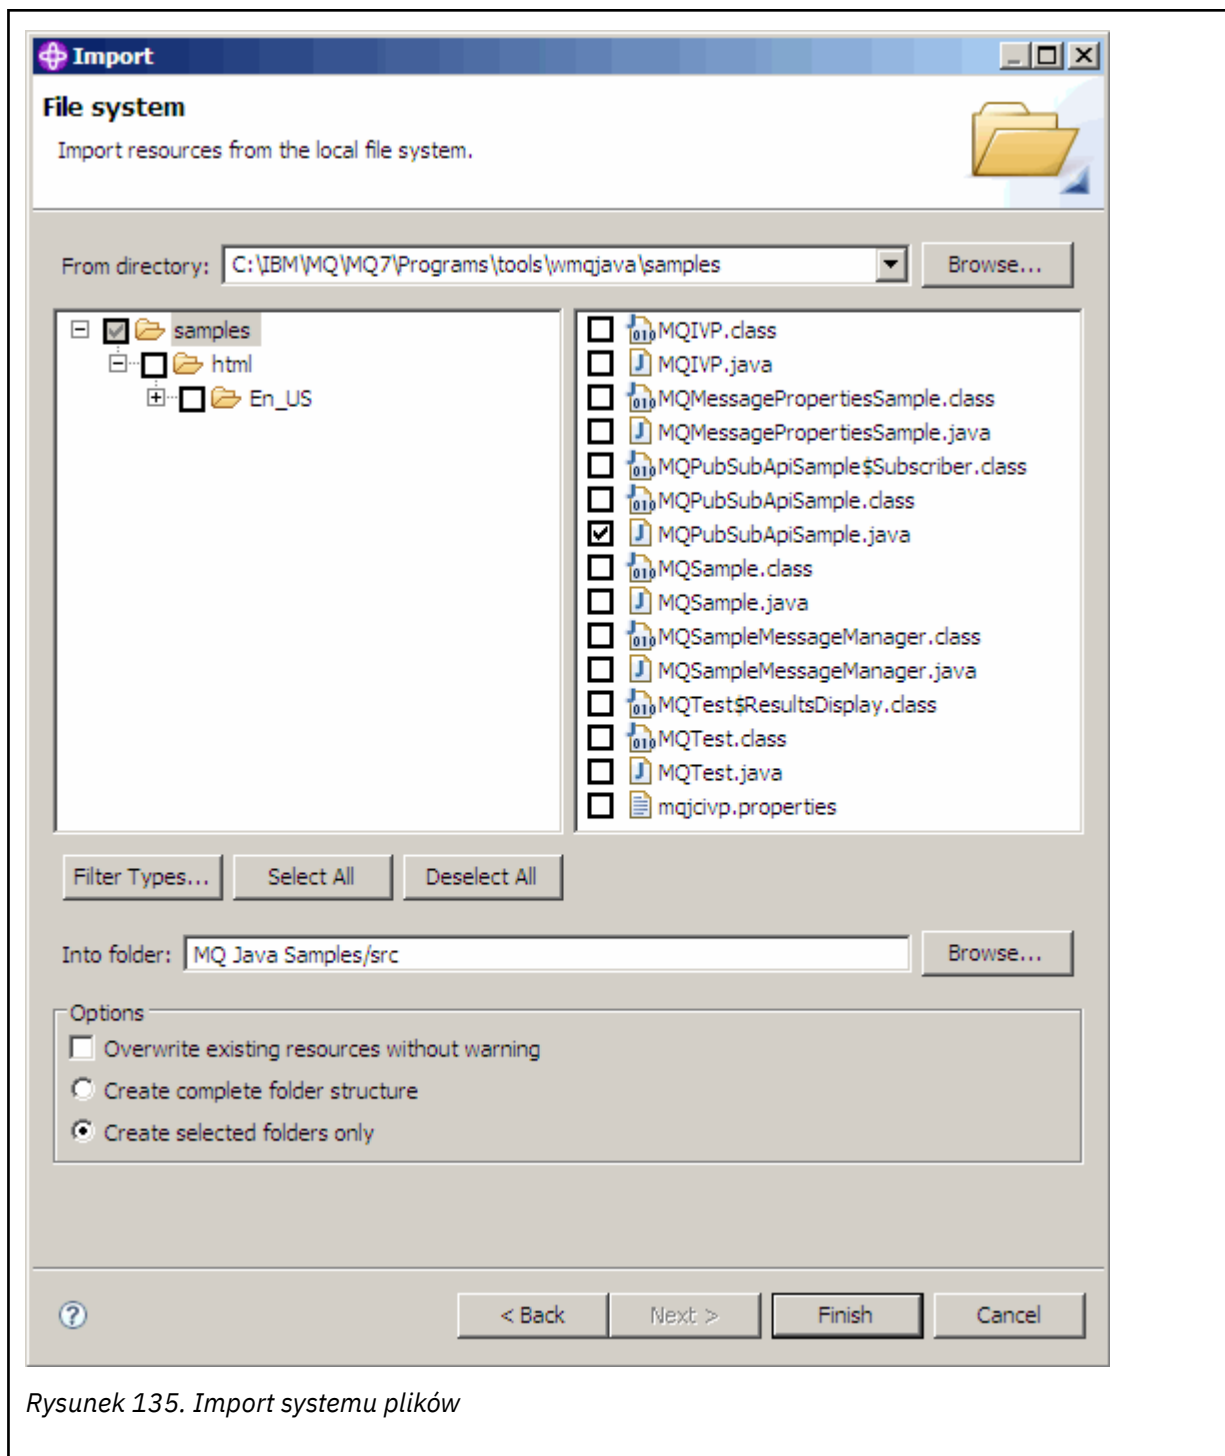 Import
File system
Import resources from the local file system.
From directory: C:\IBM\MQ\MQ7\Programs\tools\wmqjava\samples Browse...
samples
html
En_US
MQIVP.class
MQIVP.java
MQMessagePropertiesSample.class
MQMessagePropertiesSample.java
MQPubSubApiSample$Subscriber.class
MQPubSubApiSample.class
MQPubSubApiSample.java
MQSample.class
MQSample.java
MQSampleMessageManager.class
MQSampleMessageManager.java
MQTest$ResultsDisplay.class
MQTest.class
MQTest.java
mqjcivp.properties
Filter Types... Select All Deselect All
Into folder: MQ Java Samples/src Browse...
Options
Overwrite existing resources without warning
Create complete folder structure
Create selected folders only
< Back Next > Finish Cancel
Rysunek 135. Import systemu plików